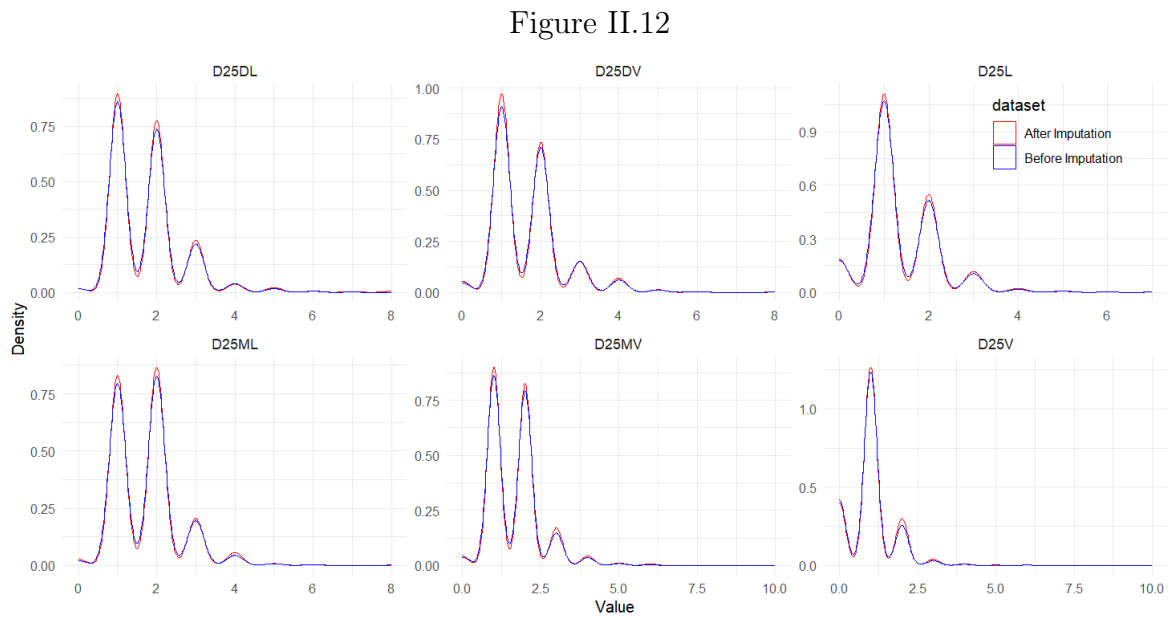 Figure II.12
D25DL
D25DV
D25L
dataset
After Imputation
Before Imputation
0.75
0.50
0.25
0.00
0 2 4 6 8
1.00
0.75
0.50
0.25
0.00
0 2 4 6 8
0.9
0.6
0.3
0.0
0 2 4 6
Density
D25ML
D25MV
D25V
0.75
0.50
0.25
0.00
0 2 4 6 8
0.75
0.50
0.25
0.00
0.0 2.5 5.0 7.5 10.0
1.0
0.5
0.0
0.0 2.5 5.0 7.5 10.0
Value